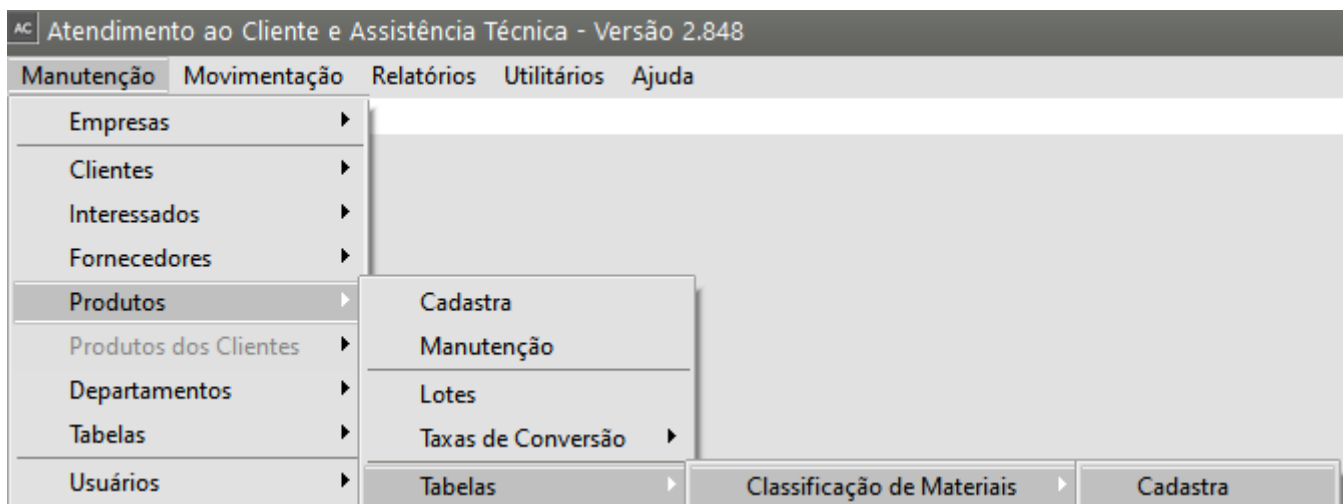 AC Atendimento ao Cliente e Assistência Técnica - Versão 2.848
Manutenção Movimentação Relatórios Utilitários Ajuda
Empresas
Clientes
Interessados
Fornecedores
Produtos
Produtos dos Clientes
Departamentos
Tabelas
Usuários
Cadastra
Manutenção
Lotes
Taxas de Conversão
Tabelas
Classificação de Materiais
Cadastra